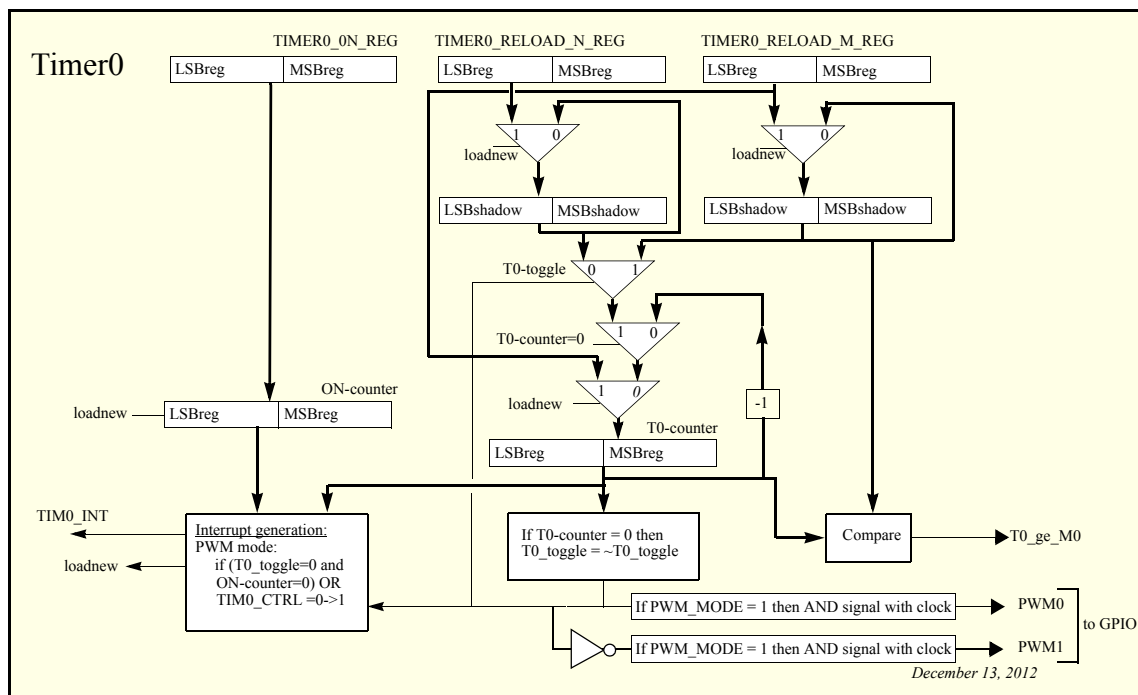 Timer0
TIMER0_0N_REG
TIMER0_RELOAD_N_REG
TIMER0_RELOAD_M_REG
LSBreg MSBreg
LSBreg MSBreg
LSBreg MSBreg
1 0
loadnew
1 0
loadnew
LSBshadow MSBshadow
LSBshadow MSBshadow
T0-toggle
0 1
T0-counter=0
1 0
loadnew
1 0
-1
ON-counter
loadnew
LSBreg MSBreg
T0-counter
LSBreg MSBreg
TIM0_INT
loadnew
Interrupt generation:
PWM mode:
if (T0_toggle=0 and
ON-counter=0) OR
TIM0_CTRL =0->1
If T0-counter = 0 then
T0_toggle = ~T0_toggle
Compare
T0_ge_M0
If PWM_MODE = 1 then AND signal with clock
PWM0
to GPIO
If PWM_MODE = 1 then AND signal with clock
PWM1
December 13, 2012